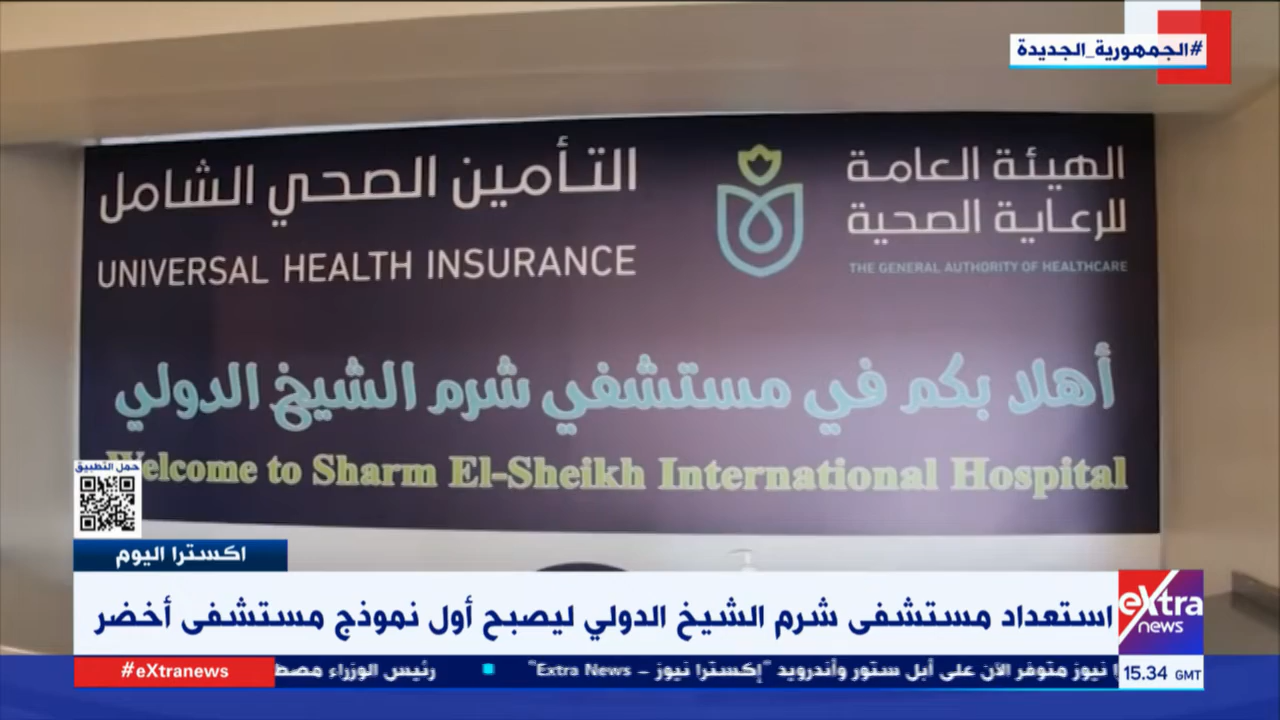 #الجمهورية_الجديدة
الهيئة العامة
للرعاية الصحية
THE GENERAL AUTHORITY OF HEALTHCARE
التأمين الصحي الشامل
UNIVERSAL HEALTH INSURANCE
أهلا بكم في مستشفي شرم الشيخ الدولي
Welcome to Sharm El-Sheikh International Hospital
حمل التطبيق
اكسترا اليوم
استعداد مستشفى شرم الشيخ الدولي ليصبح أول نموذج مستشفى أخضر
eXtra
news
#eXtranews
نيوز متوفر الآن على أبل ستور وأندرويد "إكسترا نيوز – Extra News" رئيس الوزراء
15.34 GMT